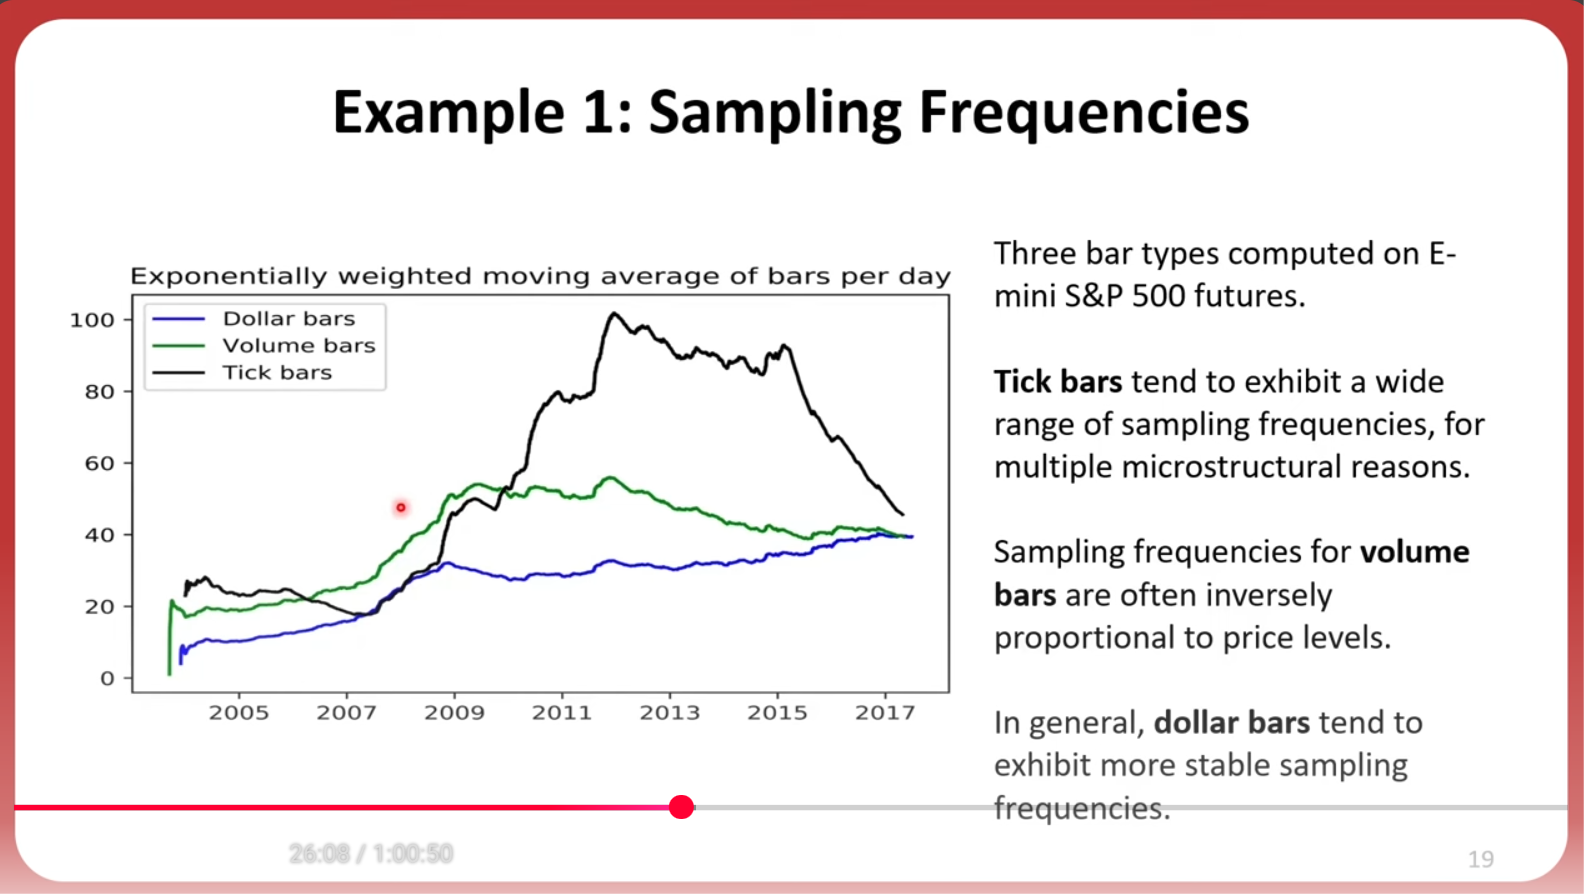 Example 1: Sampling Frequencies
Exponentially weighted moving average of bars per day
Dollar bars
Volume bars
Tick bars
100
80
60
40
20
0
2005 2007 2009 2011 2013 2015 2017
Three bar types computed on E-
mini S&P 500 futures.
Tick bars tend to exhibit a wide
range of sampling frequencies, for
multiple microstructural reasons.
Sampling frequencies for volume
bars are often inversely
proportional to price levels.
In general, dollar bars tend to
exhibit more stable sampling
frequencies.
26:08 / 1:00:50
19